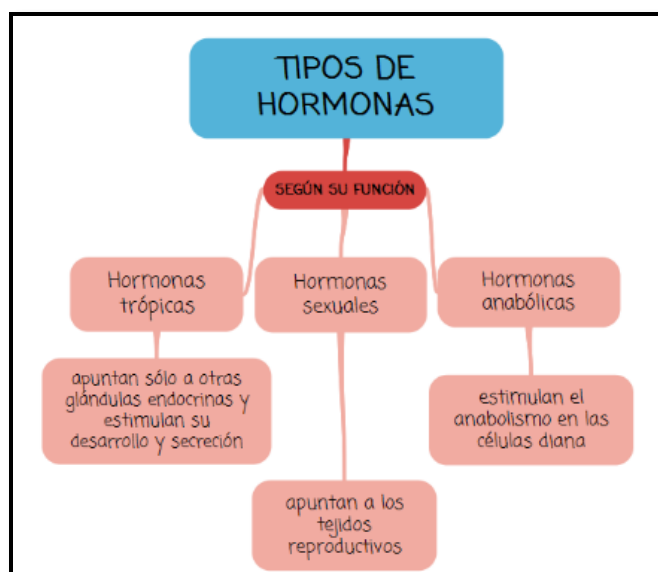 TIPOS DE
HORMONAS
SEGÚN SU FUNCIÓN
Hormonas
trópicas
Hormonas
sexuales
Hormonas
anabólicas
apuntan sólo a otras
glándulas endocrinas y
estimulan su
desarrollo y secreción
estimulan el
anabolismo en las
células diana
apuntan a los
tejidos
reproductivos